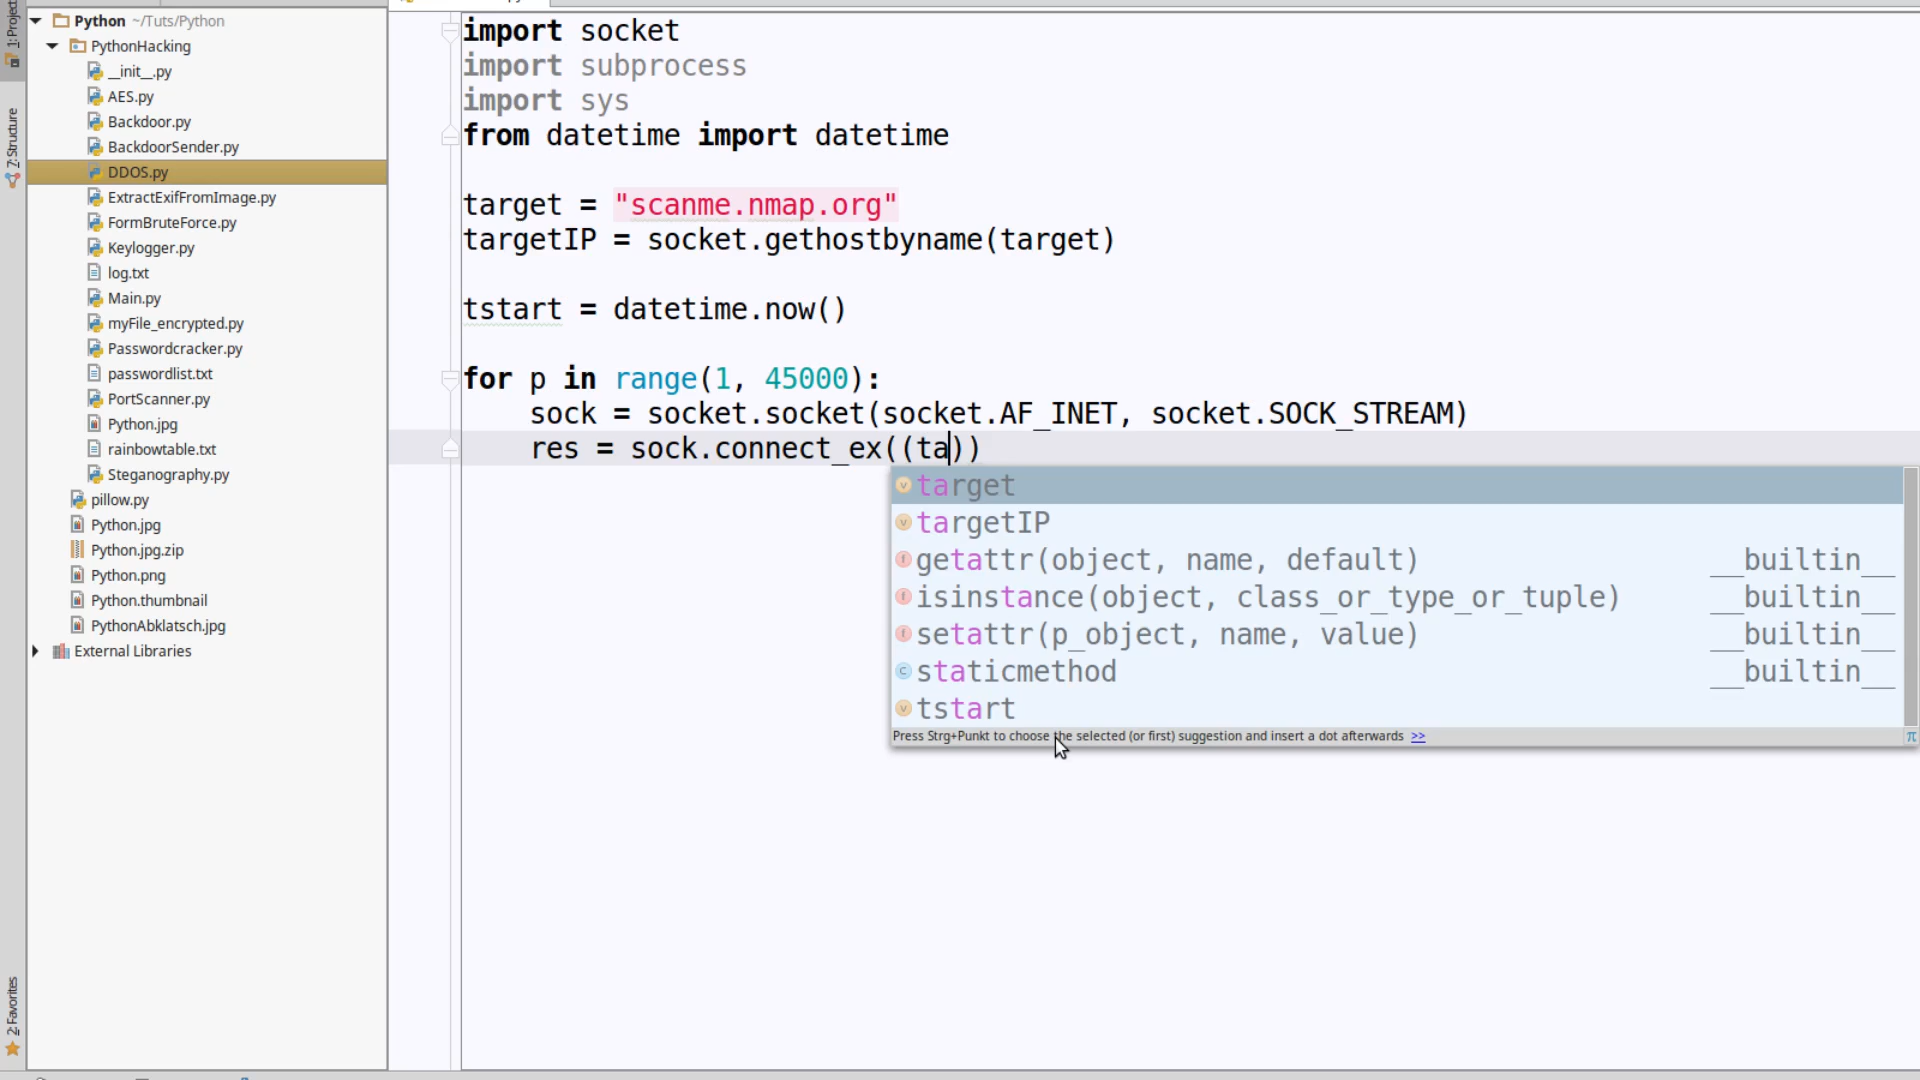 1: Project
7: Structure
2: Favorites
Python ~/Tuts/Python
PythonHacking
__init__.py
AES.py
Backdoor.py
BackdoorSender.py
DDOS.py
ExtractExifFromImage.py
FormBruteForce.py
Keylogger.py
log.txt
Main.py
myFile_encrypted.py
Passwordcracker.py
passwordlist.txt
PortScanner.py
Python.jpg
rainbowtable.txt
Steganography.py
pillow.py
Python.jpg
Python.jpg.zip
Python.png
Python.thumbnail
PythonAbklatsch.jpg
External Libraries
import socket
import subprocess
import sys
from datetime import datetime
target = "scanme.nmap.org"
targetIP = socket.gethostbyname(target)
tstart = datetime.now()
for p in range(1, 45000):
sock = socket.socket(socket.AF_INET, socket.SOCK_STREAM)
res = sock.connect_ex((ta))
target
targetIP
getattr(object, name, default) __builtin__
isinstance(object, class_or_type_or_tuple) __builtin__
setattr(p_object, name, value) __builtin__
staticmethod __builtin__
tstart
Press Strg+Punkt to choose the selected (or first) suggestion and insert a dot afterwards >> π